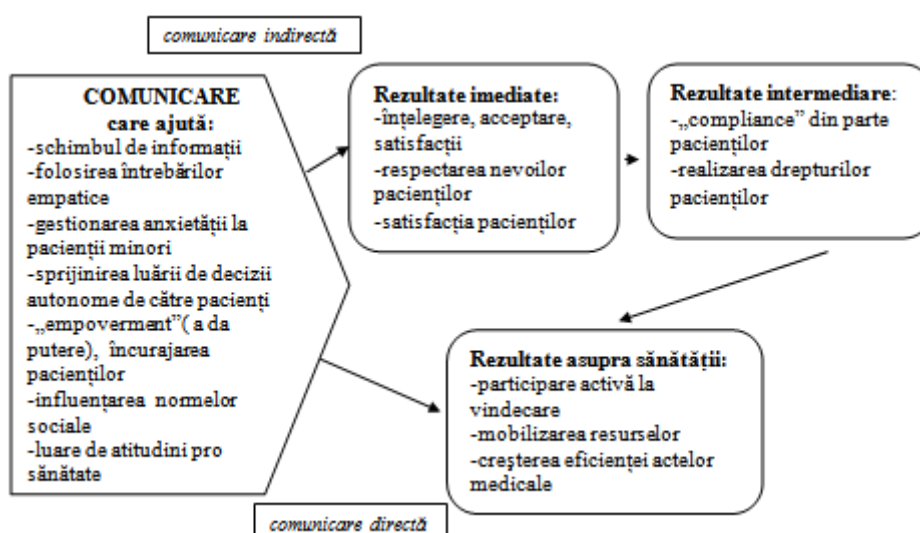 comunicare indirectă
COMUNICARE
care ajută:
-schimbul de informații
-folosirea întrebărilor
empatice
-gestionarea anxietății la
pacienții minori
-sprijinirea luării de decizii
autonome de către pacienți
-„empoverment”( a da
putere), încurajarea
pacienților
-influențarea normelor
sociale
-luare de atitudini pro
sănătate
Rezultate imediate:
-înțelegere, acceptare,
satisfacții
-respectarea nevoilor
pacienților
-satisfacția pacienților
Rezultate intermediare:
-„compliance” din parte
pacienților
-realizarea drepturilor
pacienților
Rezultate asupra sănătății:
-participare activă la
vindecare
-mobilizarea resurselor
-creşterea eficienței actelor
medicale
comunicare directă